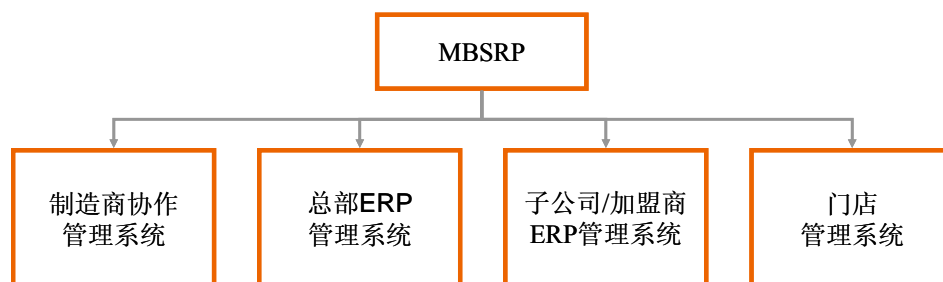 MBSRP
制造商协作
管理系统
总部ERP
管理系统
子公司/加盟商
ERP管理系统
门店
管理系统